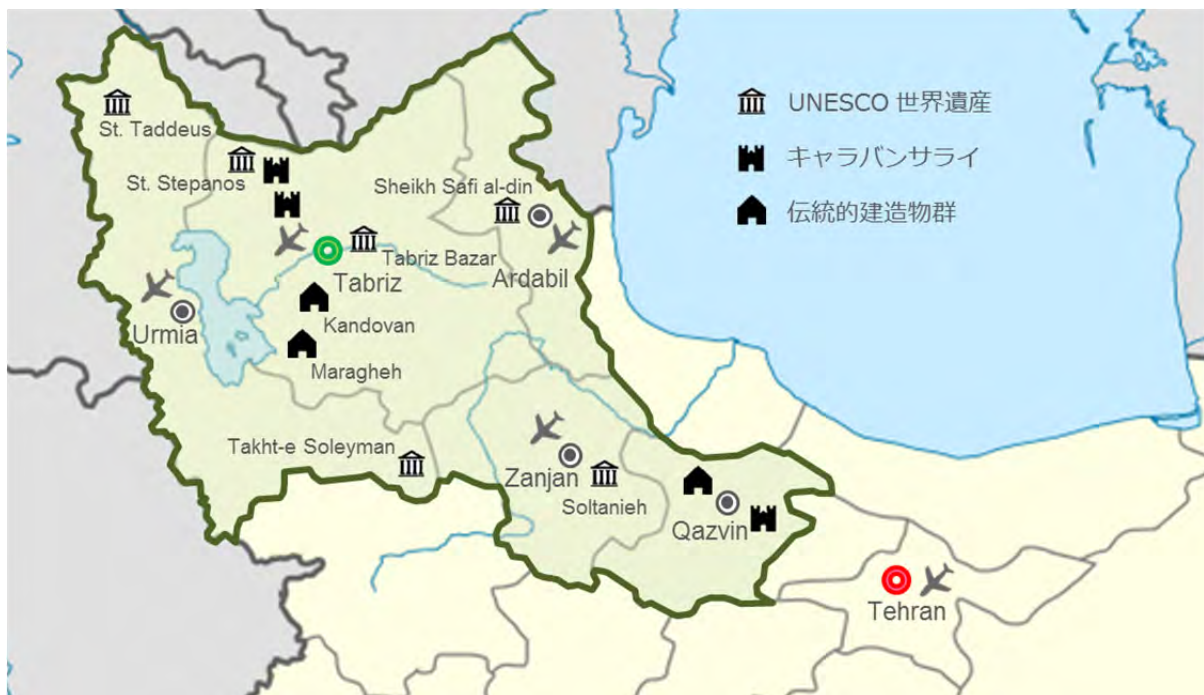 UNESCO 世界遺産
キャラバンサライ
伝統的建造物群
St. Taddeus
St. Stepanos
Sheikh Safi al-din
Tabriz Bazar
Ardabil
Tabriz
Urmia
Kandovan
Maragheh
Takht-e Soleyman
Zanjan
Soltanieh
Qazvin
Tehran